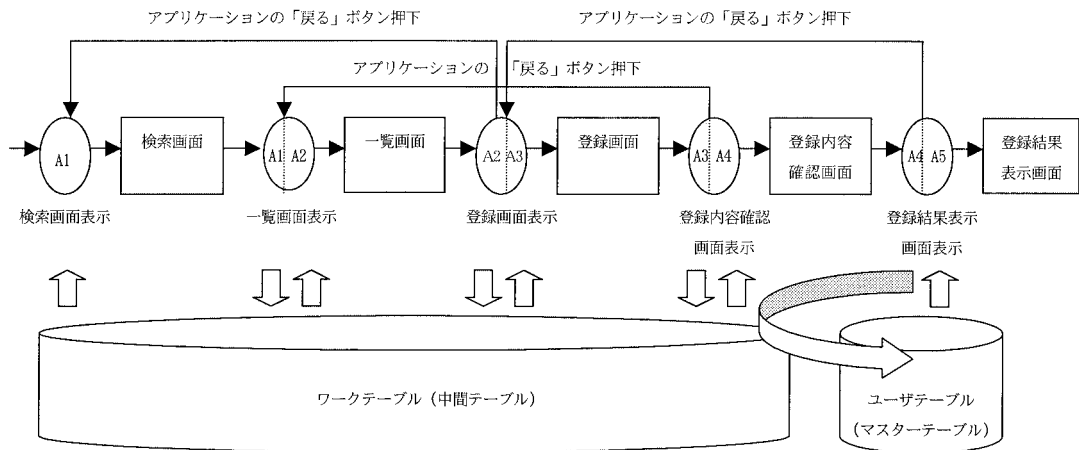 アプリケーションの「戻る」ボタン押下
アプリケーションの「戻る」ボタン押下
アプリケーションの 「戻る」ボタン押下
A1
検索画面
A1 A2
一覧画面
A2 A3
登録画面
A3 A4
登録内容
確認画面
A4 A5
登録結果
表示画面
検索画面表示
一覧画面表示
登録画面表示
登録内容確認
画面表示
登録結果表示
画面表示
ワークテーブル（中間テーブル）
ユーザテーブル
（マスターテーブル）